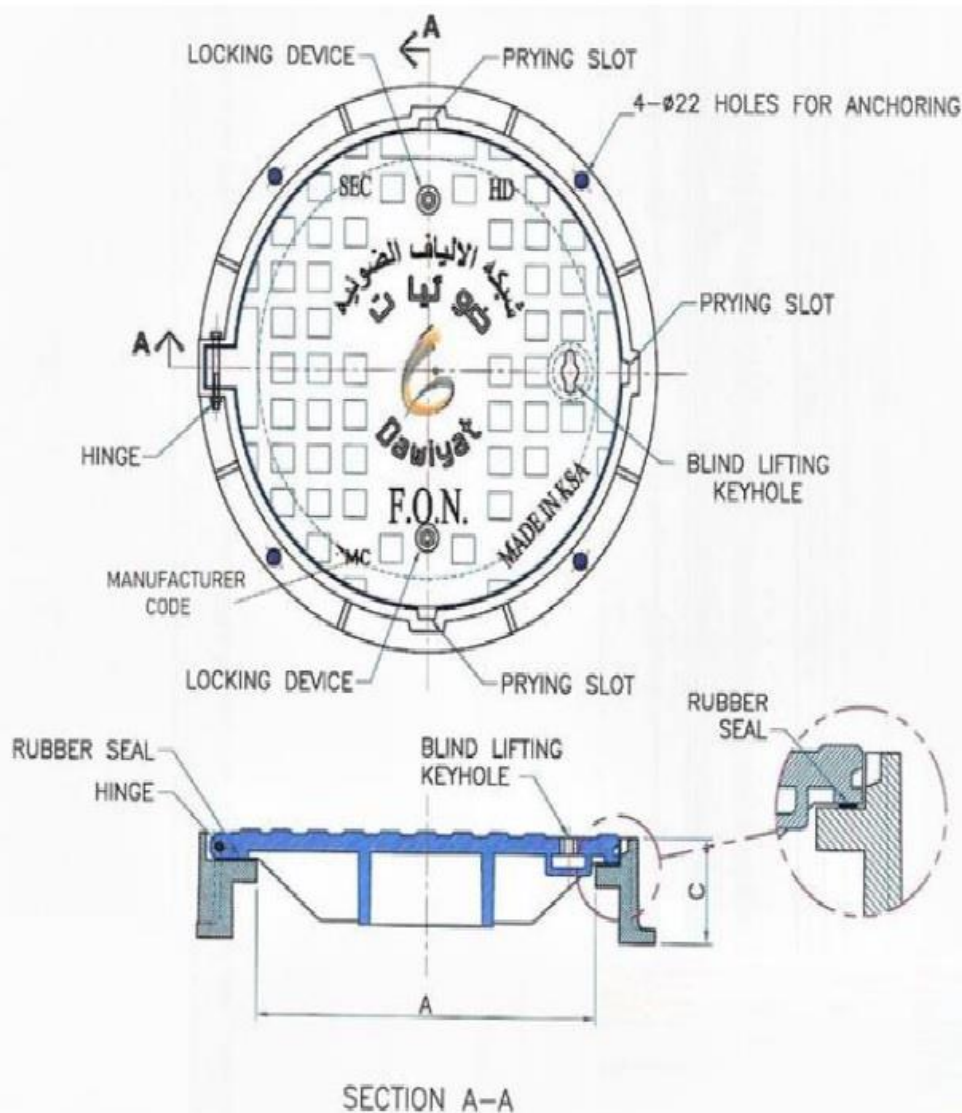 A
LOCKING DEVICE
PRYING SLOT
4-ø22 HOLES FOR ANCHORING
SEC
HD
شبكة الالياف الضوئية
ضوئيات
PRYING SLOT
A
Dawiyat
HINGE
BLIND LIFTING
KEYHOLE
F.O.N.
MADE IN KSA
MC
MANUFACTURER
CODE
LOCKING DEVICE
PRYING SLOT
RUBBER
SEAL
RUBBER SEAL
BLIND LIFTING
KEYHOLE
HINGE
C
A
SECTION A-A